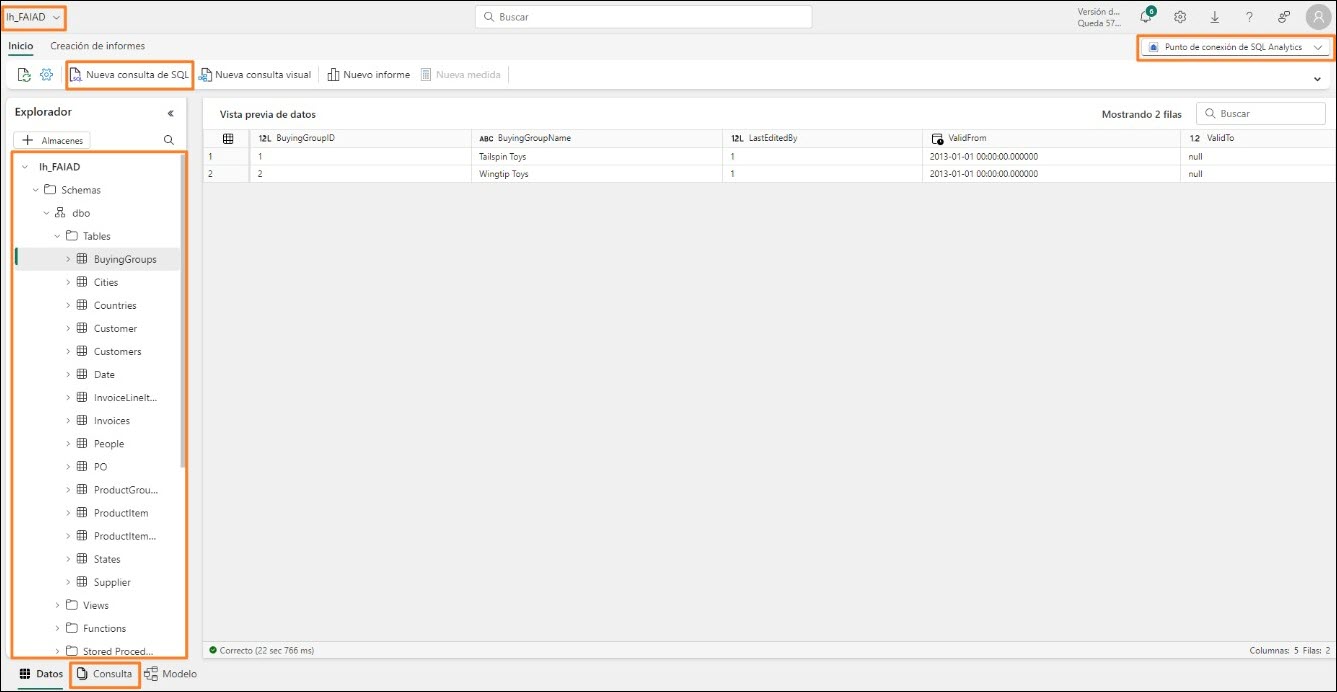 lh_FAIAD
Buscar
Versión d...
Queda 57...
6
?
Inicio Creación de informes
Punto de conexión de SQL Analytics
Nueva consulta de SQL Nueva consulta visual Nuevo informe Nueva medida
Explorador «
+ Almacenes
lh_FAIAD
Schemas
dbo
Tables
BuyingGroups
Cities
Countries
Customer
Customers
Date
InvoiceLineIt...
Invoices
People
PO
ProductGrou...
ProductItem
ProductItem...
States
Supplier
Views
Functions
Stored Proced...
Vista previa de datos Mostrando 2 filas Buscar
12L BuyingGroupID ABC BuyingGroupName 12L LastEditedBy ValidFrom 1.2 ValidTo
1 1 Tailspin Toys 1 2013-01-01 00:00:00.000000 null
2 2 Wingtip Toys 1 2013-01-01 00:00:00.000000 null
Correcto (22 sec 766 ms) Columnas: 5 Filas: 2
Datos Consulta Modelo